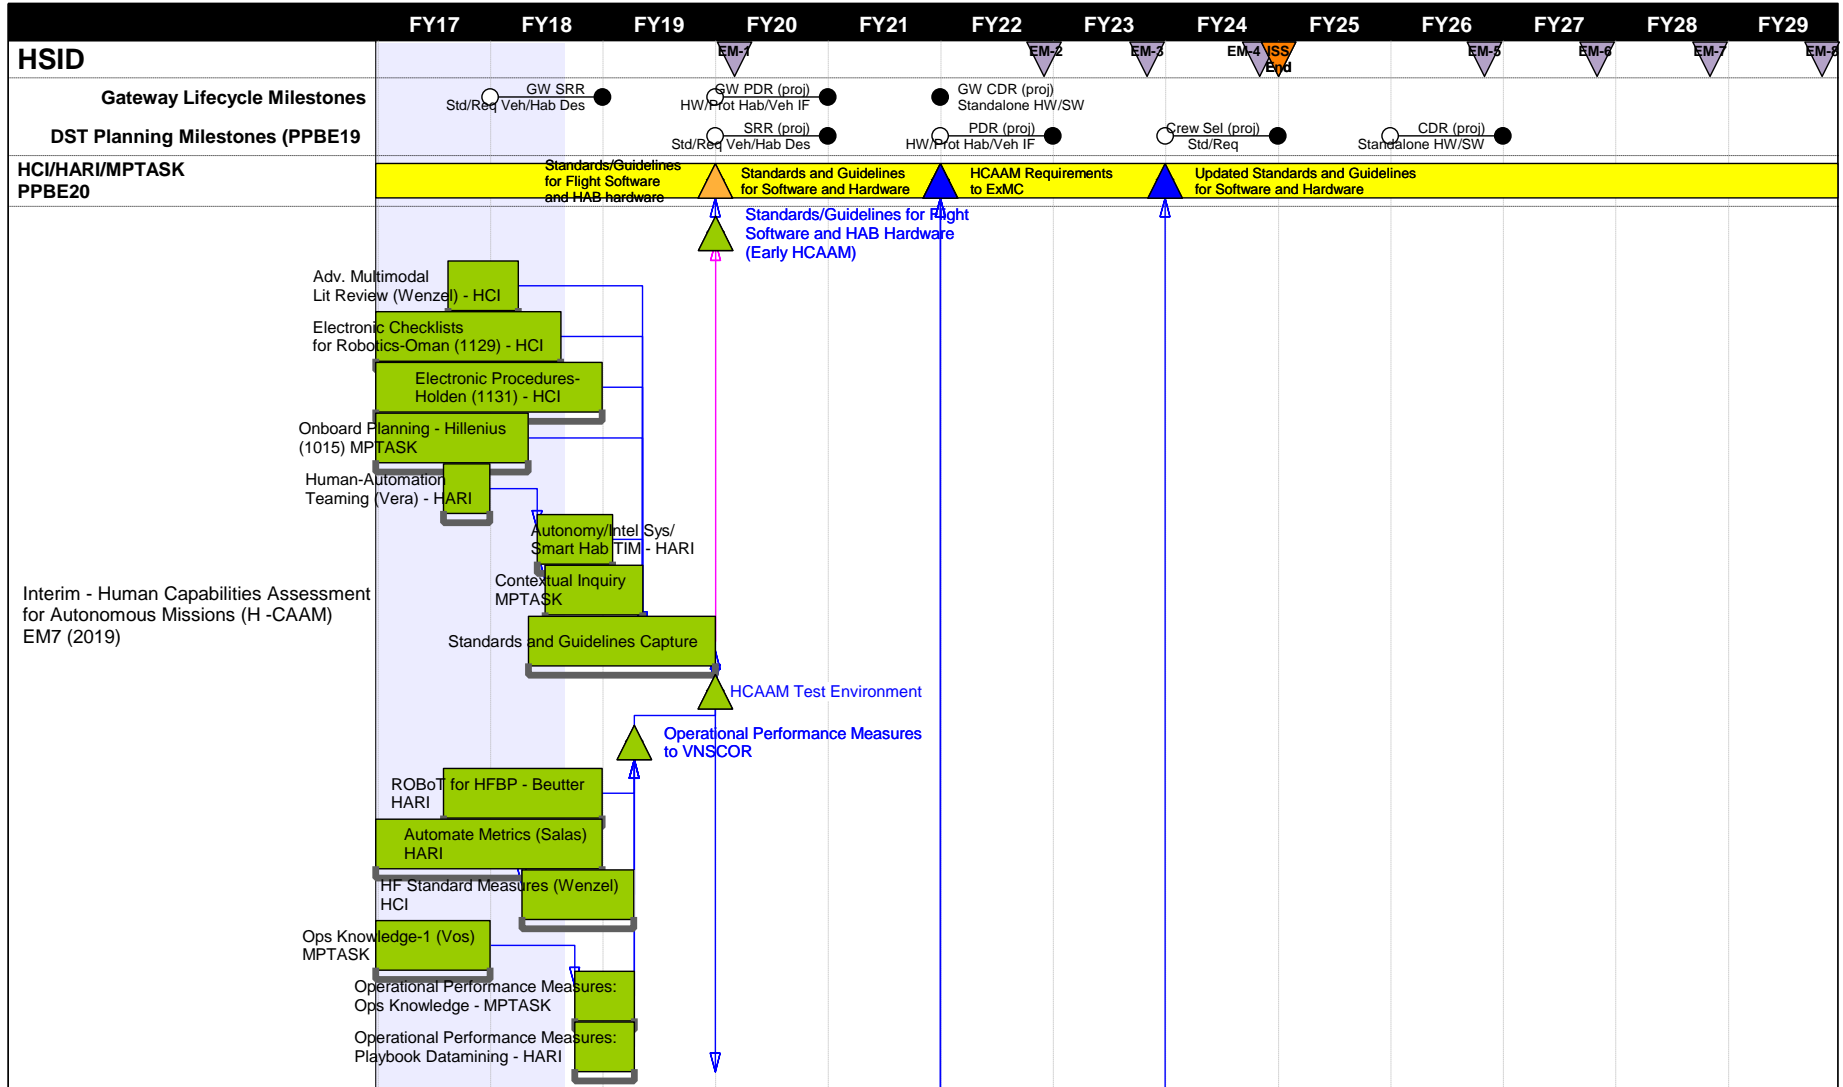 FY17 FY18 FY19 FY20 FY21 FY22 FY23 FY24 FY25 FY26 FY27 FY28 FY29
HSID
EM-1 EM-2 EM-3 EM-4 ISS End EM-5 EM-6 EM-7 EM-8
Gateway Lifecycle Milestones
GW SRR
Std/Req Veh/Hab Des
GW PDR (proj)
HW/Prot Hab/Veh IF
GW CDR (proj)
Standalone HW/SW
DST Planning Milestones (PPBE19
SRR (proj)
Std/Req Veh/Hab Des
PDR (proj)
HW/Prot Hab/Veh IF
Crew Sel (proj)
Std/Req
CDR (proj)
Standalone HW/SW
HCI/HARI/MPTASK
PPBE20
Standards/Guidelines
for Flight Software
and HAB hardware
Standards and Guidelines
for Software and Hardware
HCAAM Requirements
to ExMC
Updated Standards and Guidelines
for Software and Hardware
Standards/Guidelines for Flight
Software and HAB Hardware
(Early HCAAM)
Adv. Multimodal
Lit Review (Wenzel) - HCI
Electronic Checklists
for Robotics-Oman (1129) - HCI
Electronic Procedures-
Holden (1131) - HCI
Onboard Planning - Hillenius
(1015) MPTASK
Human-Automation
Teaming (Vera) - HARI
Autonomy/Intel Sys/
Smart Hab TIM - HARI
Contextual Inquiry
MPTASK
Interim - Human Capabilities Assessment
for Autonomous Missions (H -CAAM)
EM7 (2019)
Standards and Guidelines Capture
HCAAM Test Environment
Operational Performance Measures
to VNSCOR
ROBoT for HFBP - Beutter
HARI
Automate Metrics (Salas)
HARI
HF Standard Measures (Wenzel)
HCI
Ops Knowledge-1 (Vos)
MPTASK
Operational Performance Measures:
Ops Knowledge - MPTASK
Operational Performance Measures:
Playbook Datamining - HARI